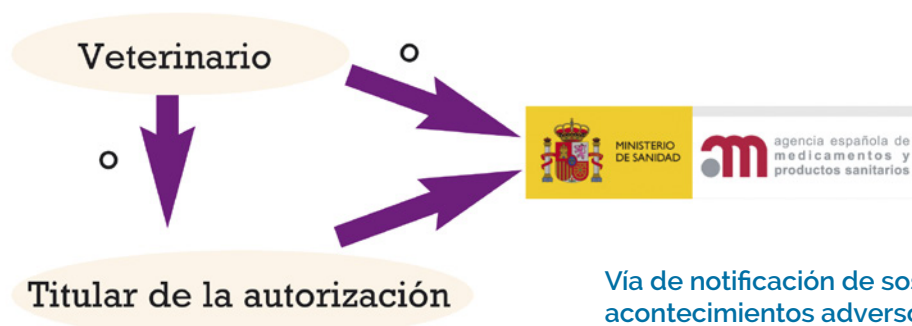 Veterinario
o
o
MINISTERIO
DE SANIDAD
agencia española de
medicamentos y
productos sanitarios
Titular de la autorización
Vía de notificación de
acontecimientos